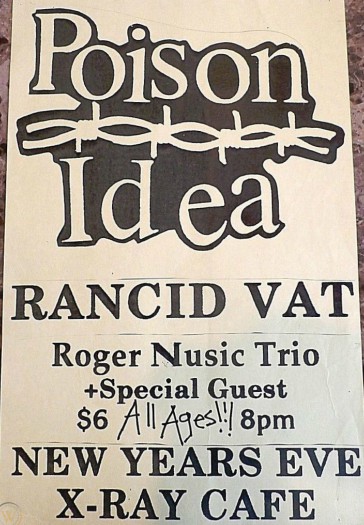 Poison
Idea
RANCID VAT
Roger Nusic Trio
+Special Guest
$6 All Ages!!! 8pm
NEW YEARS EVE
X-RAY CAFE